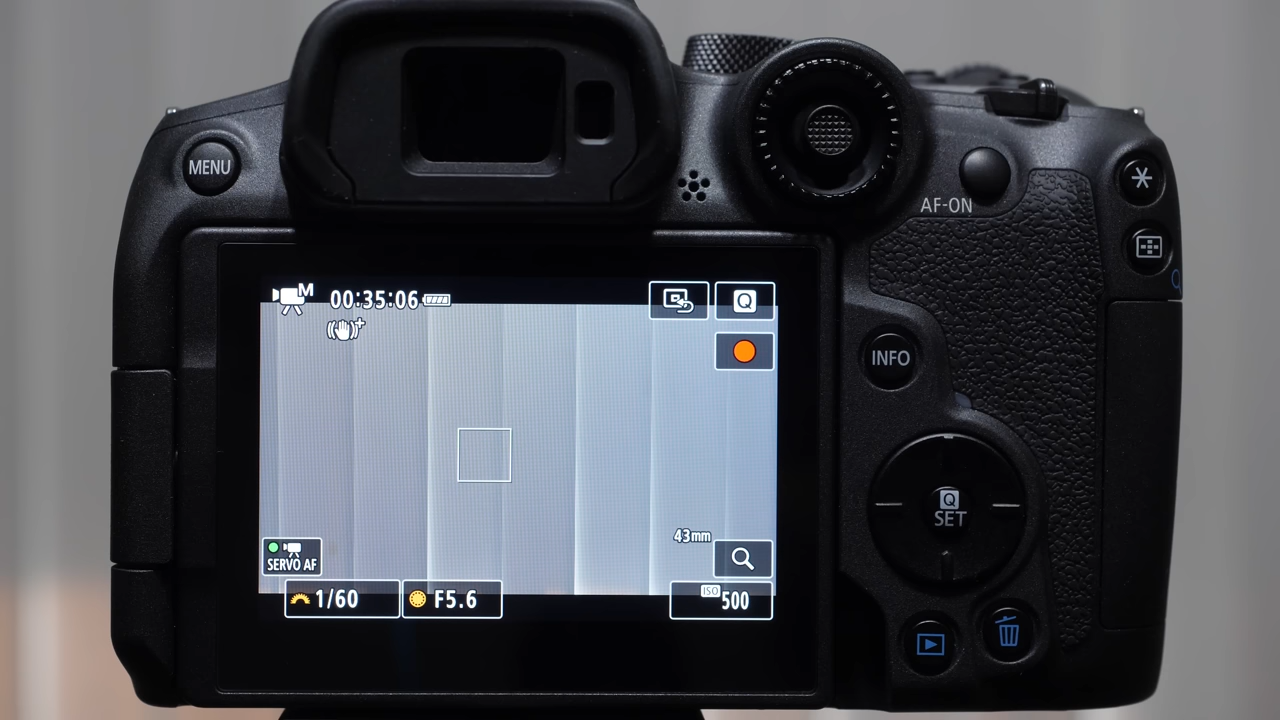 MENU
AF-ON
M
00:35:06
Q
INFO
Q
SET
43mm
SERVO AF
1/60
F5.6
ISO
500